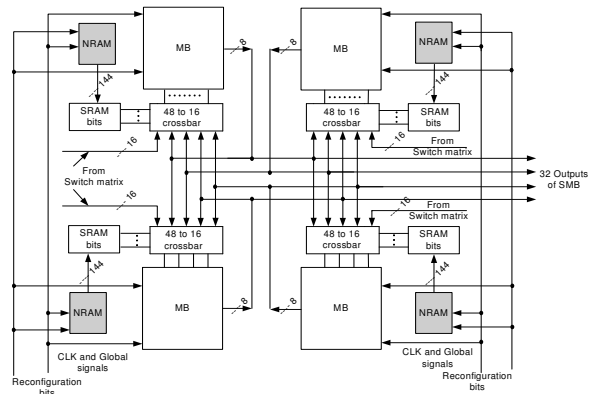 NRAM
MB
8
8
MB
NRAM
144
144
SRAM
bits
48 to 16
crossbar
48 to 16
crossbar
SRAM
bits
16
16
From
Switch matrix
From
Switch matrix
32 Outputs
of SMB
16
16
From
Switch matrix
SRAM
bits
48 to 16
crossbar
48 to 16
crossbar
SRAM
bits
144
144
NRAM
MB
8
8
MB
NRAM
CLK and Global
signals
CLK and Global
signals
Reconfiguration
bits
Reconfiguration
bits